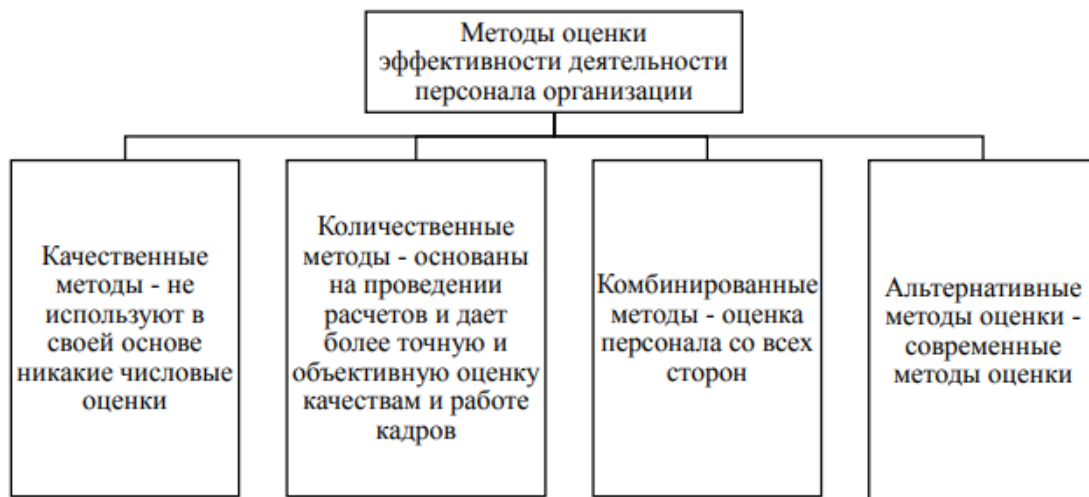 Методы оценки
эффективности деятельности
персонала организации
Качественные
методы - не
используют в
своей основе
никакие числовые
оценки
Количественные
методы - основаны
на проведении
расчетов и дает
более точную и
объективную оценку
качествам и работе
кадров
Комбинированные
методы - оценка
персонала со всех
сторон
Альтернативные
методы оценки -
современные
методы оценки